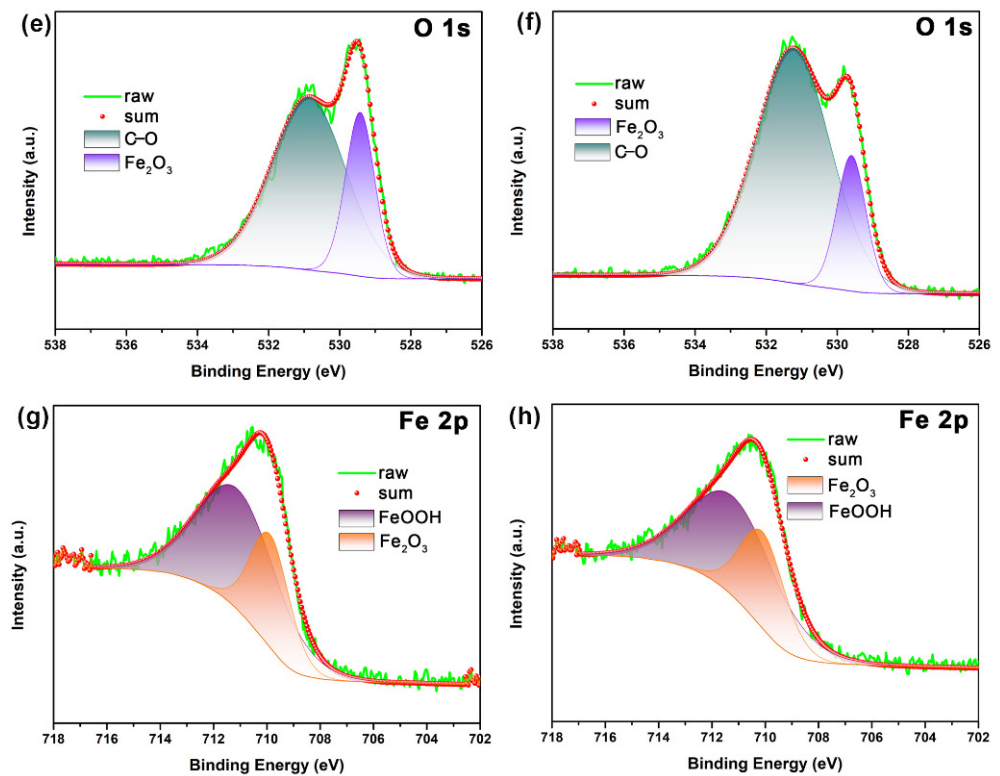 (e)
O 1s
raw
sum
C–O
Fe₂O₃
Intensity (a.u.)
538 536 534 532 530 528 526
Binding Energy (eV)
(f)
O 1s
raw
sum
Fe₂O₃
C–O
Intensity (a.u.)
538 536 534 532 530 528 526
Binding Energy (eV)
(g)
Fe 2p
raw
sum
FeOOH
Fe₂O₃
Intensity (a.u.)
718 716 714 712 710 708 706 704 702
Binding Energy (eV)
(h)
Fe 2p
raw
sum
Fe₂O₃
FeOOH
Intensity (a.u.)
718 716 714 712 710 708 706 704 702
Binding Energy (eV)